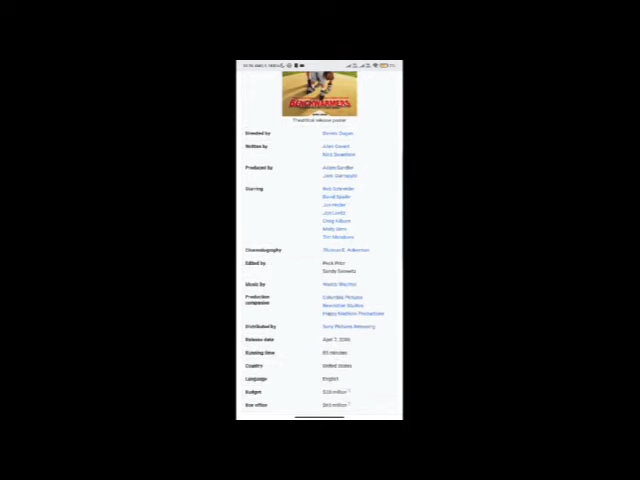 BENCHWARMERS
Theatrical release poster
Directed by Dennis Dugan
Written by Allen Covert
Nick Swardson
Produced by Adam Sandler
Jack Giarraputo
Starring Rob Schneider
David Spade
Jon Heder
Jon Lovitz
Craig Kilborn
Molly Sims
Tim Meadows
Cinematography Thomas E. Ackerman
Edited by Peck Prior
Sandy Solowitz
Music by Waddy Wachtel
Production companies Columbia Pictures
Revolution Studios
Happy Madison Productions
Distributed by Sony Pictures Releasing
Release date April 7, 2006
Running time 85 minutes
Country United States
Language English
Budget million
Box office million